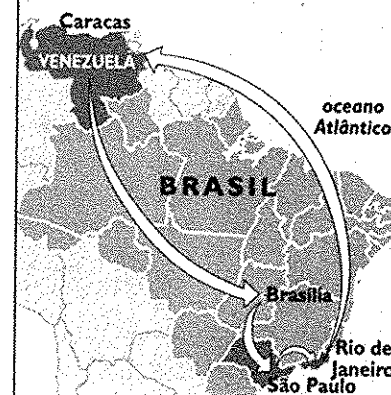 Caracas
VENEZUELA
oceano
Atlântico
BRASIL
Brasília
Rio de
Janeiro
São Paulo